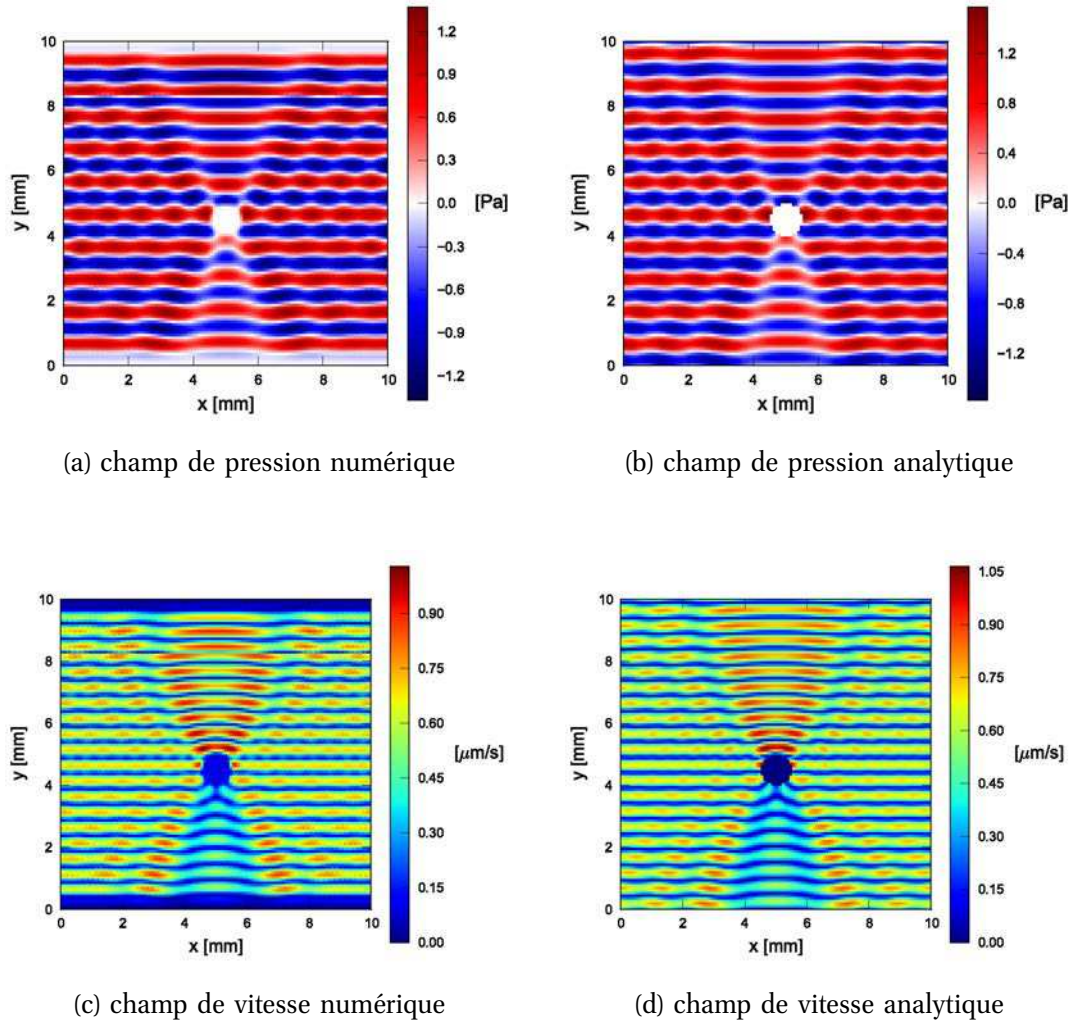 1.2
0.9
0.6
0.3
0.0
−0.3
−0.6
−0.9
−1.2
[Pa]
10
8
6
4
2
0
y [mm]
0 2 4 6 8 10
x [mm]
(a) champ de pression numérique
1.2
0.8
0.4
0.0
−0.4
−0.8
−1.2
[Pa]
10
8
6
4
2
0
y [mm]
0 2 4 6 8 10
x [mm]
(b) champ de pression analytique
0.90
0.75
0.60
0.45
0.30
0.15
0.00
[μm/s]
10
8
6
4
2
0
y [mm]
0 2 4 6 8 10
x [mm]
(c) champ de vitesse numérique
1.05
0.90
0.75
0.60
0.45
0.30
0.15
0.00
[μm/s]
10
8
6
4
2
0
y [mm]
0 2 4 6 8 10
x [mm]
(d) champ de vitesse analytique